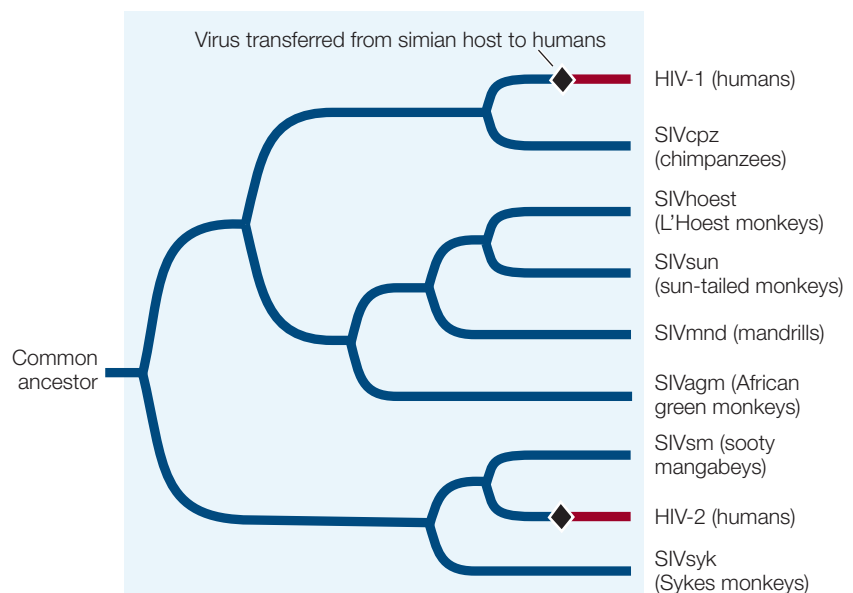 Virus transferred from simian host to humans
HIV-1 (humans)
SIVcpz
(chimpanzees)
SIVhoest
(L’Hoest monkeys)
SIVsun
(sun-tailed monkeys)
SIVmnd (mandrills)
Common
ancestor
SIVagm (African
green monkeys)
SIVsm (sooty
mangabeys)
HIV-2 (humans)
SIVsyk
(Sykes monkeys)